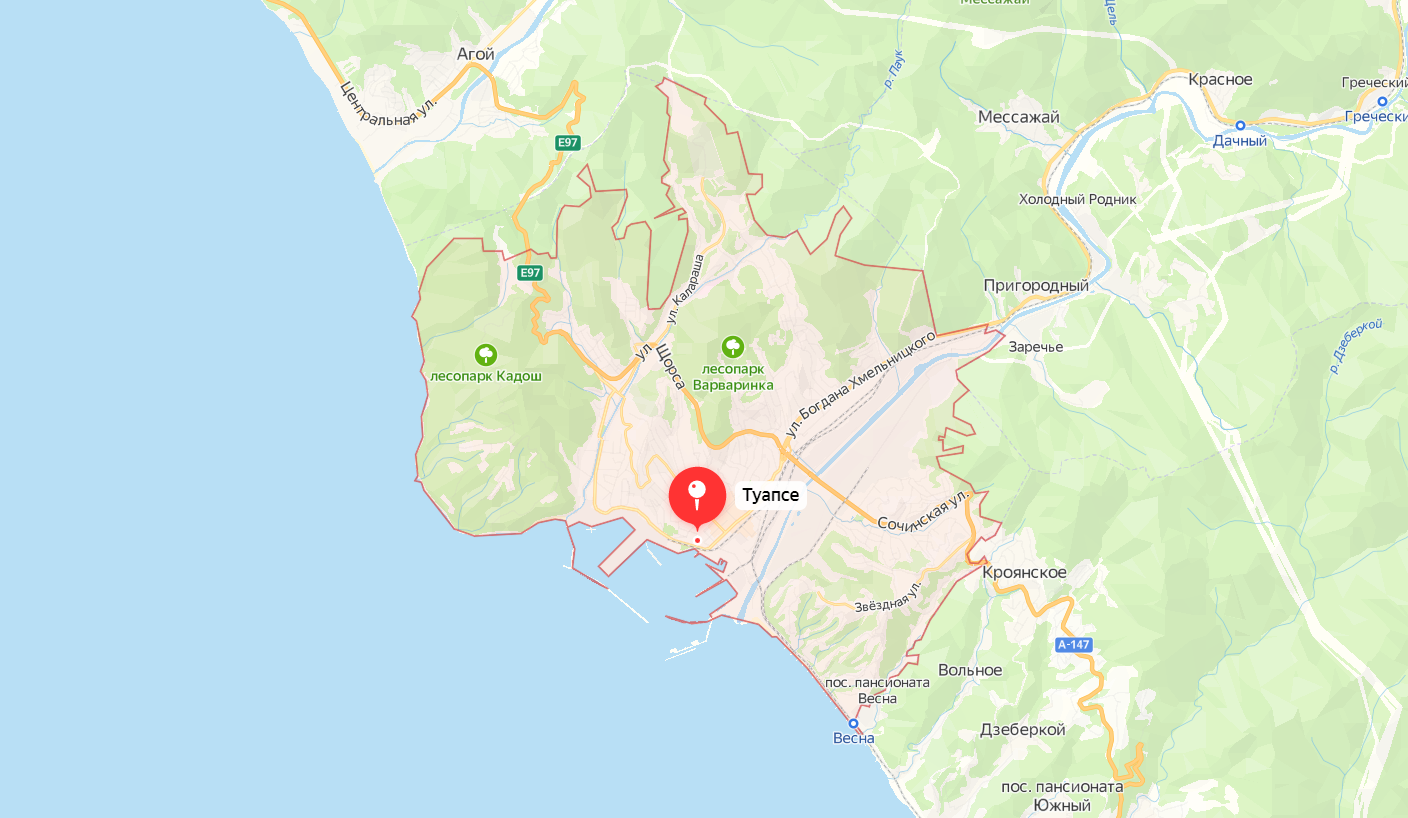 Мессажай
р. Цель
Агой
Центральная ул.
р. Паук
Красное
Греческий
Мессажай
Дачный
E97
Холодный Родник
E97
ул. Калараша
Пригородный
Заречье
р. Дзеберкой
ул.
Щорса
лесопарк Кадош
лесопарк
Варваринка
ул. Богдана Хмельницкого
Туапсе
Сочинская ул.
Кроянское
Звёздная ул.
А-147
Вольное
пос. пансионата
Весна
Весна
Дзеберкой
пос. пансионата
Южный